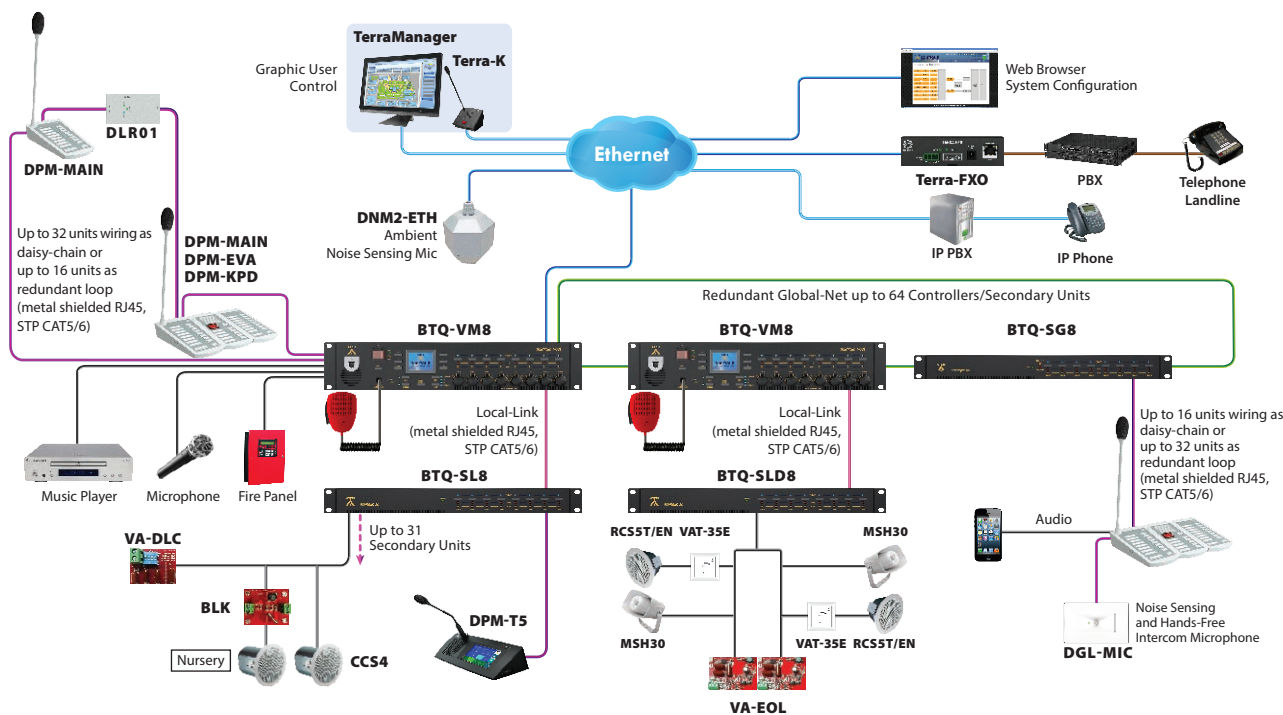 TerraManager
Terra-K
Graphic User
Control
Web Browser
System Configuration
Ethernet
DLR01
DPM-MAIN
Terra-FXO
PBX
Telephone
Landline
DNM2-ETH
Ambient
Noise Sensing Mic
IP PBX
IP Phone
Up to 32 units wiring as
daisy-chain or
up to 16 units as
redundant loop
(metal shielded RJ45,
STP CAT5/6)
DPM-MAIN
DPM-EVA
DPM-KPD
Redundant Global-Net up to 64 Controllers/Secondary Units
BTQ-VM8
BTQ-VM8
BTQ-SG8
Local-Link
(metal shielded RJ45,
STP CAT5/6)
Local-Link
(metal shielded RJ45,
STP CAT5/6)
Up to 16 units wiring as
daisy-chain or
up to 32 units as
redundant loop
(metal shielded RJ45,
STP CAT5/6)
Music Player
Microphone
Fire Panel
BTQ-SL8
BTQ-SLD8
Up to 31
Secondary Units
VA-DLC
BLK
Nursery
CCS4
DPM-T5
RCS5T/EN
VAT-35E
MSH30
MSH30
VAT-35E
RCS5T/EN
VA-EOL
Audio
Noise Sensing
and Hands-Free
Intercom Microphone
DGL-MIC